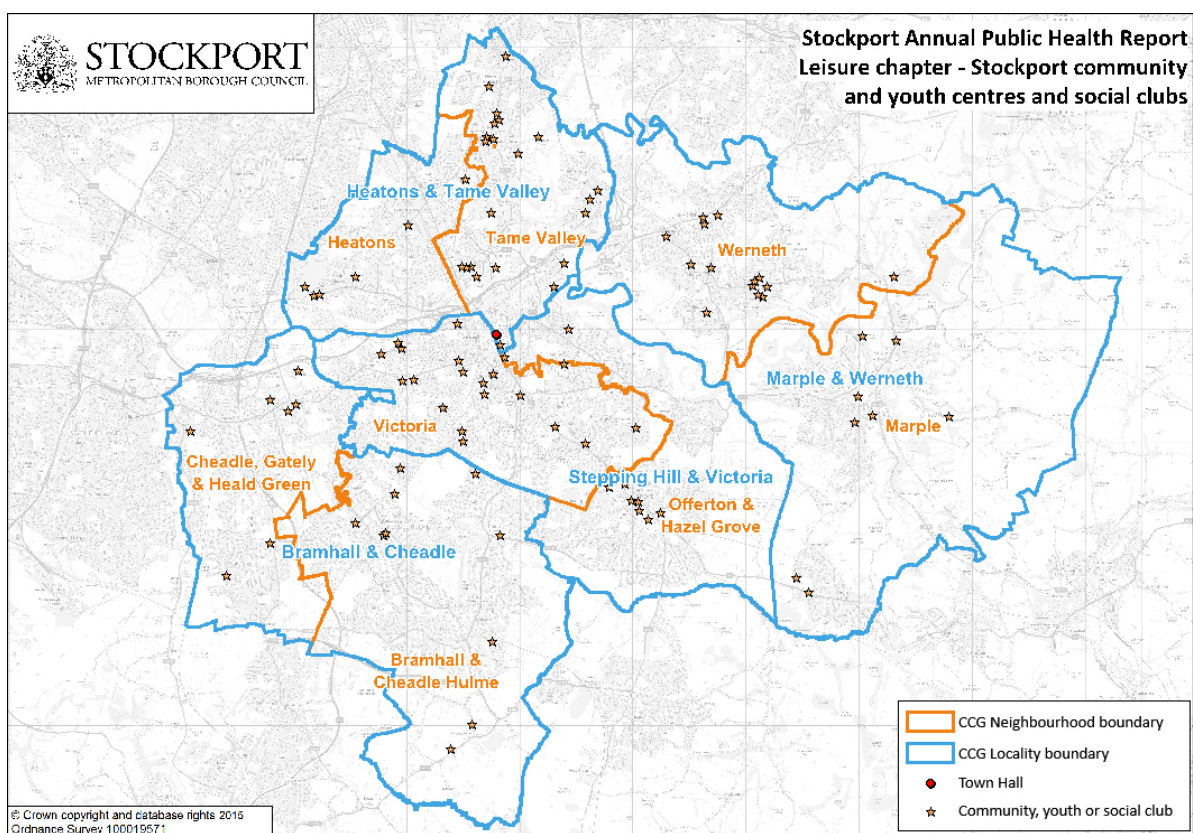 STOCKPORT
METROPOLITAN BOROUGH COUNCIL
Stockport Annual Public Health Report
Leisure chapter - Stockport community
and youth centres and social clubs
Heatons & Tame Valley
Heatons
Tame Valley
Werneth
Marple & Werneth
Marple
Victoria
Cheadle, Gately
& Heald Green
Stepping Hill & Victoria
Offerton &
Hazel Grove
Bramhall & Cheadle
Bramhall &
Cheadle Hulme
CCG Neighbourhood boundary
CCG Locality boundary
Town Hall
Community, youth or social club
© Crown copyright and database rights 2015
Ordnance Survey 100019571